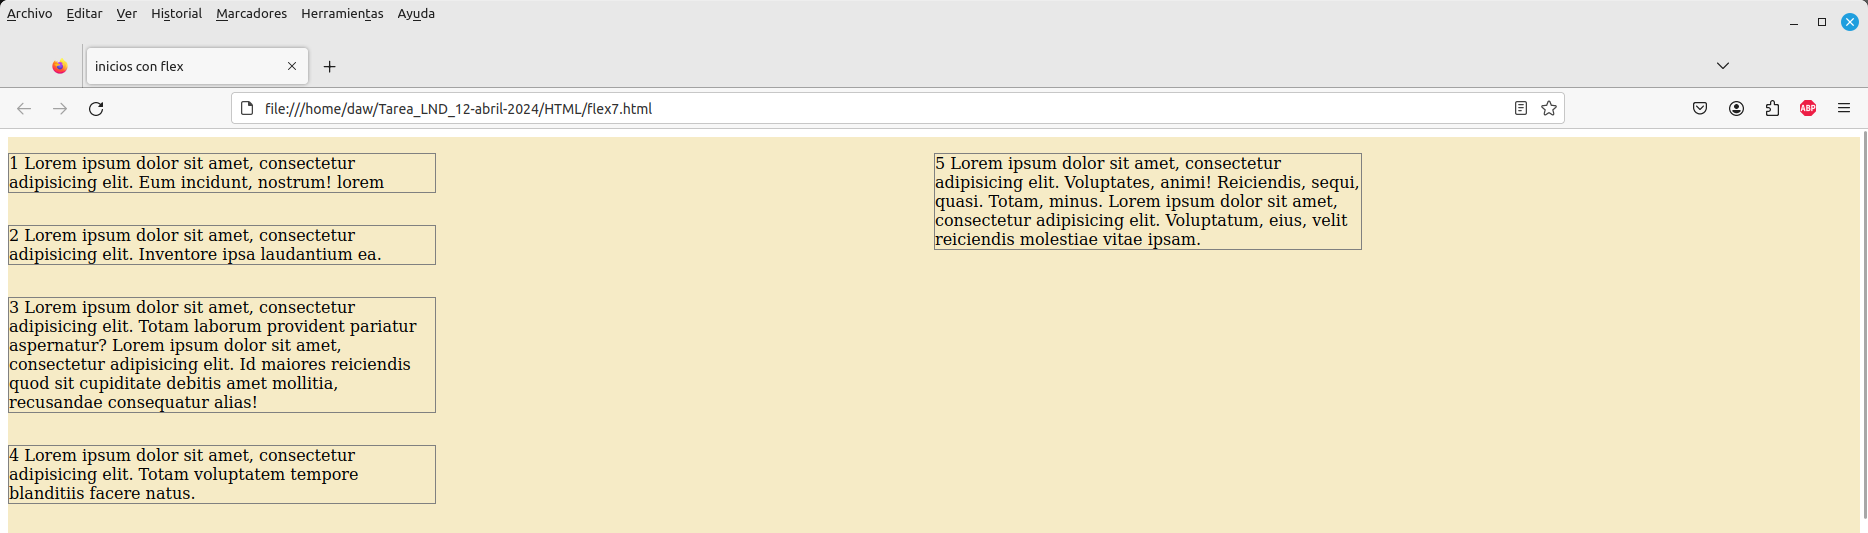 Archivo Editar Ver Historial Marcadores Herramientas Ayuda
inicios con flex
file:///home/daw/Tarea_LND_12-abril-2024/HTML/flex7.html
ABP
1 Lorem ipsum dolor sit amet, consectetur
adipisicing elit. Eum incidunt, nostrum! lorem
2 Lorem ipsum dolor sit amet, consectetur
adipisicing elit. Inventore ipsa laudantium ea.
3 Lorem ipsum dolor sit amet, consectetur
adipisicing elit. Totam laborum provident pariatur
aspernatur? Lorem ipsum dolor sit amet,
consectetur adipisicing elit. Id maiores reiciendis
quod sit cupiditate debitis amet mollitia,
recusandae consequatur alias!
4 Lorem ipsum dolor sit amet, consectetur
adipisicing elit. Totam voluptatem tempore
blanditiis facere natus.
5 Lorem ipsum dolor sit amet, consectetur
adipisicing elit. Voluptates, animi! Reiciendis, sequi,
quasi. Totam, minus. Lorem ipsum dolor sit amet,
consectetur adipisicing elit. Voluptatum, eius, velit
reiciendis molestiae vitae ipsam.